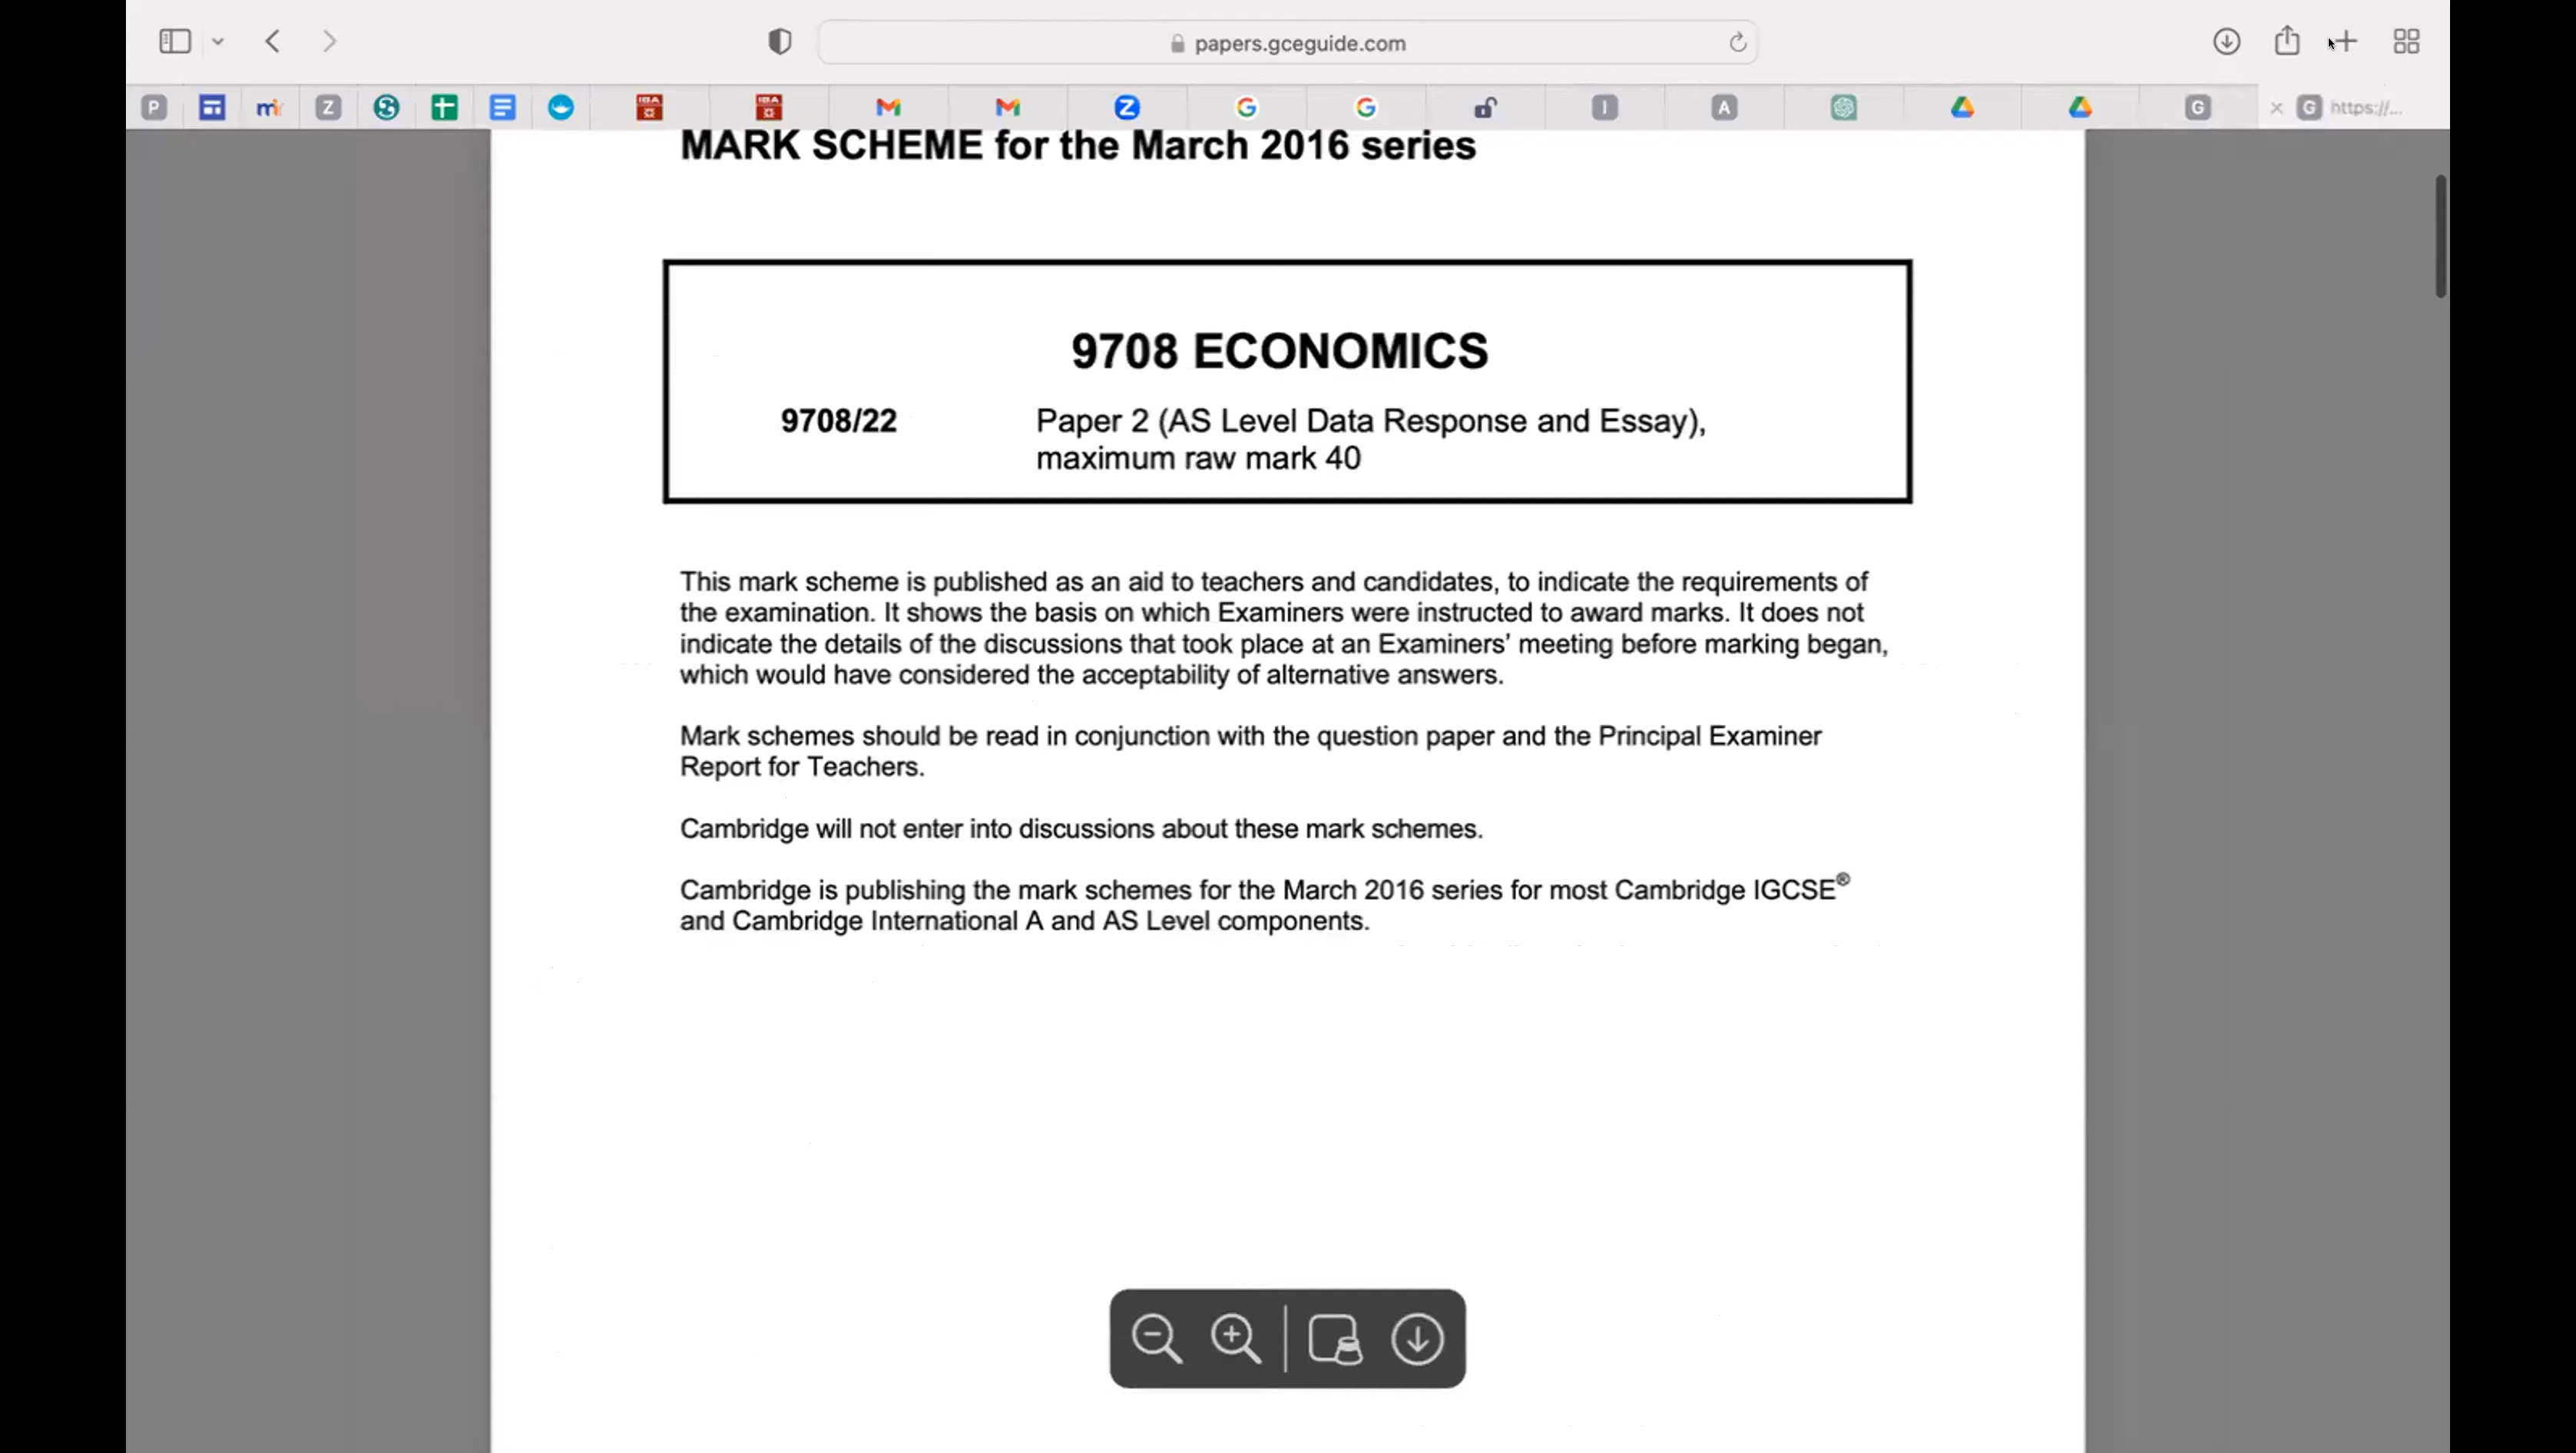 papers.gceguide.com
P
Z
IBA
IBA
Z
G
G
I
A
G
G https://...
MARK SCHEME for the March 2016 series
9708 ECONOMICS
9708/22 Paper 2 (AS Level Data Response and Essay),
maximum raw mark 40
This mark scheme is published as an aid to teachers and candidates, to indicate the requirements of
the examination. It shows the basis on which Examiners were instructed to award marks. It does not
indicate the details of the discussions that took place at an Examiners’ meeting before marking began,
which would have considered the acceptability of alternative answers.
Mark schemes should be read in conjunction with the question paper and the Principal Examiner
Report for Teachers.
Cambridge will not enter into discussions about these mark schemes.
Cambridge is publishing the mark schemes for the March 2016 series for most Cambridge IGCSE®
and Cambridge International A and AS Level components.